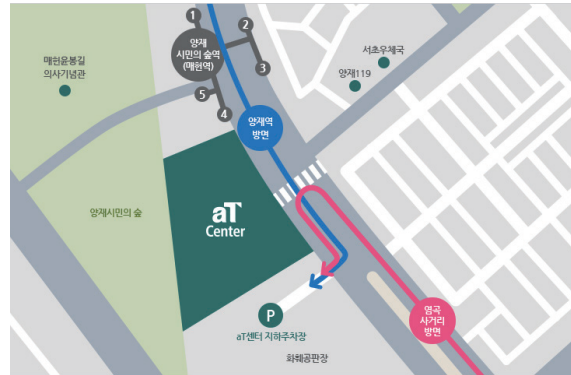 1
2
양재
시민의 숲역
(매헌역)
3
5
4
매헌윤봉길
의사기념관
서초우체국
양재119
양재역
방면
양재시민의 숲
aT
Center
P
aT센터 지하주차장
염곡
사거리
방면
화훼공판장